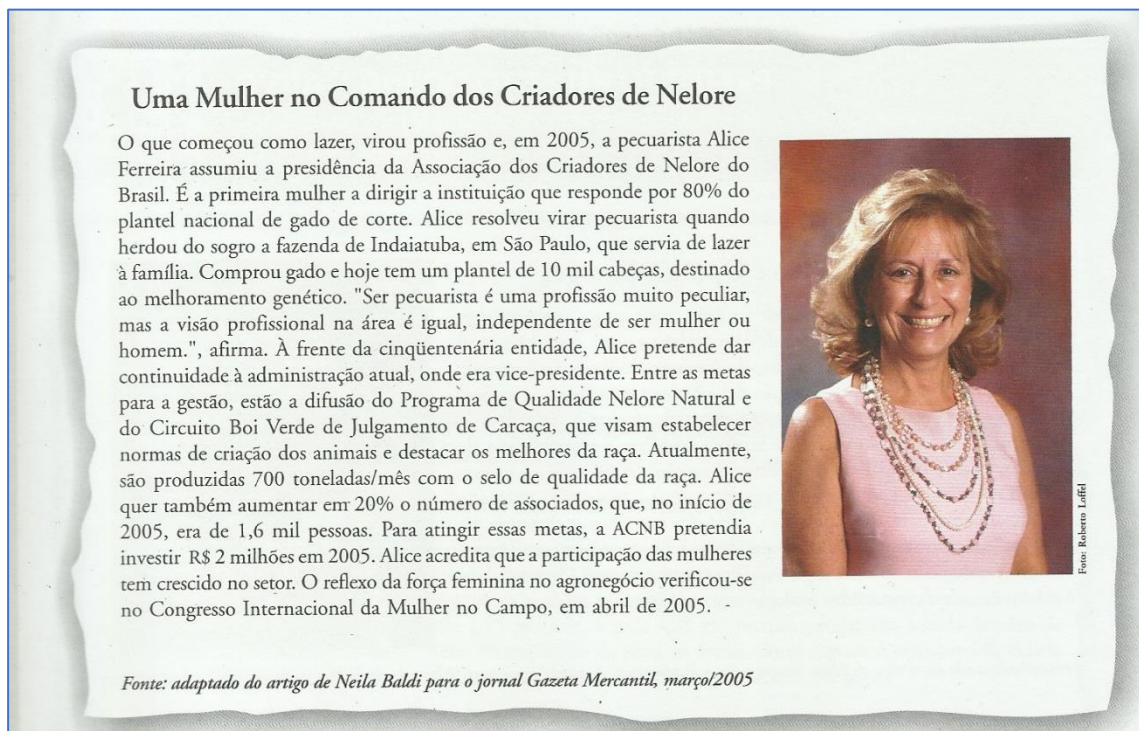 Uma Mulher no Comando dos Criadores de Nelore
O que começou como lazer, virou profissão e, em 2005, a pecuarista Alice
Ferreira assumiu a presidência da Associação dos Criadores de Nelore do
Brasil. É a primeira mulher a dirigir a instituição que responde por 80% do
plantel nacional de gado de corte. Alice resolveu virar pecuarista quando
herdou do sogro a fazenda de Indaiatuba, em São Paulo, que servia de lazer
à família. Comprou gado e hoje tem um plantel de 10 mil cabeças, destinado
ao melhoramento genético. "Ser pecuarista é uma profissão muito peculiar,
mas a visão profissional na área é igual, independente de ser mulher ou
homem.", afirma. À frente da cinqüentenária entidade, Alice pretende dar
continuidade à administração atual, onde era vice-presidente. Entre as metas
para a gestão, estão a difusão do Programa de Qualidade Nelore Natural e
do Circuito Boi Verde de Julgamento de Carcaça, que visam estabelecer
normas de criação dos animais e destacar os melhores da raça. Atualmente,
são produzidas 700 toneladas/mês com o selo de qualidade da raça. Alice
quer também aumentar em 20% o número de associados, que, no início de
2005, era de 1,6 mil pessoas. Para atingir essas metas, a ACNB pretendia
investir R$ 2 milhões em 2005. Alice acredita que a participação das mulheres
tem crescido no setor. O reflexo da força feminina no agronegócio verificou-se
no Congresso Internacional da Mulher no Campo, em abril de 2005.
Foto: Roberto Loffel
Fonte: adaptado do artigo de Neila Baldi para o jornal Gazeta Mercantil, março/2005